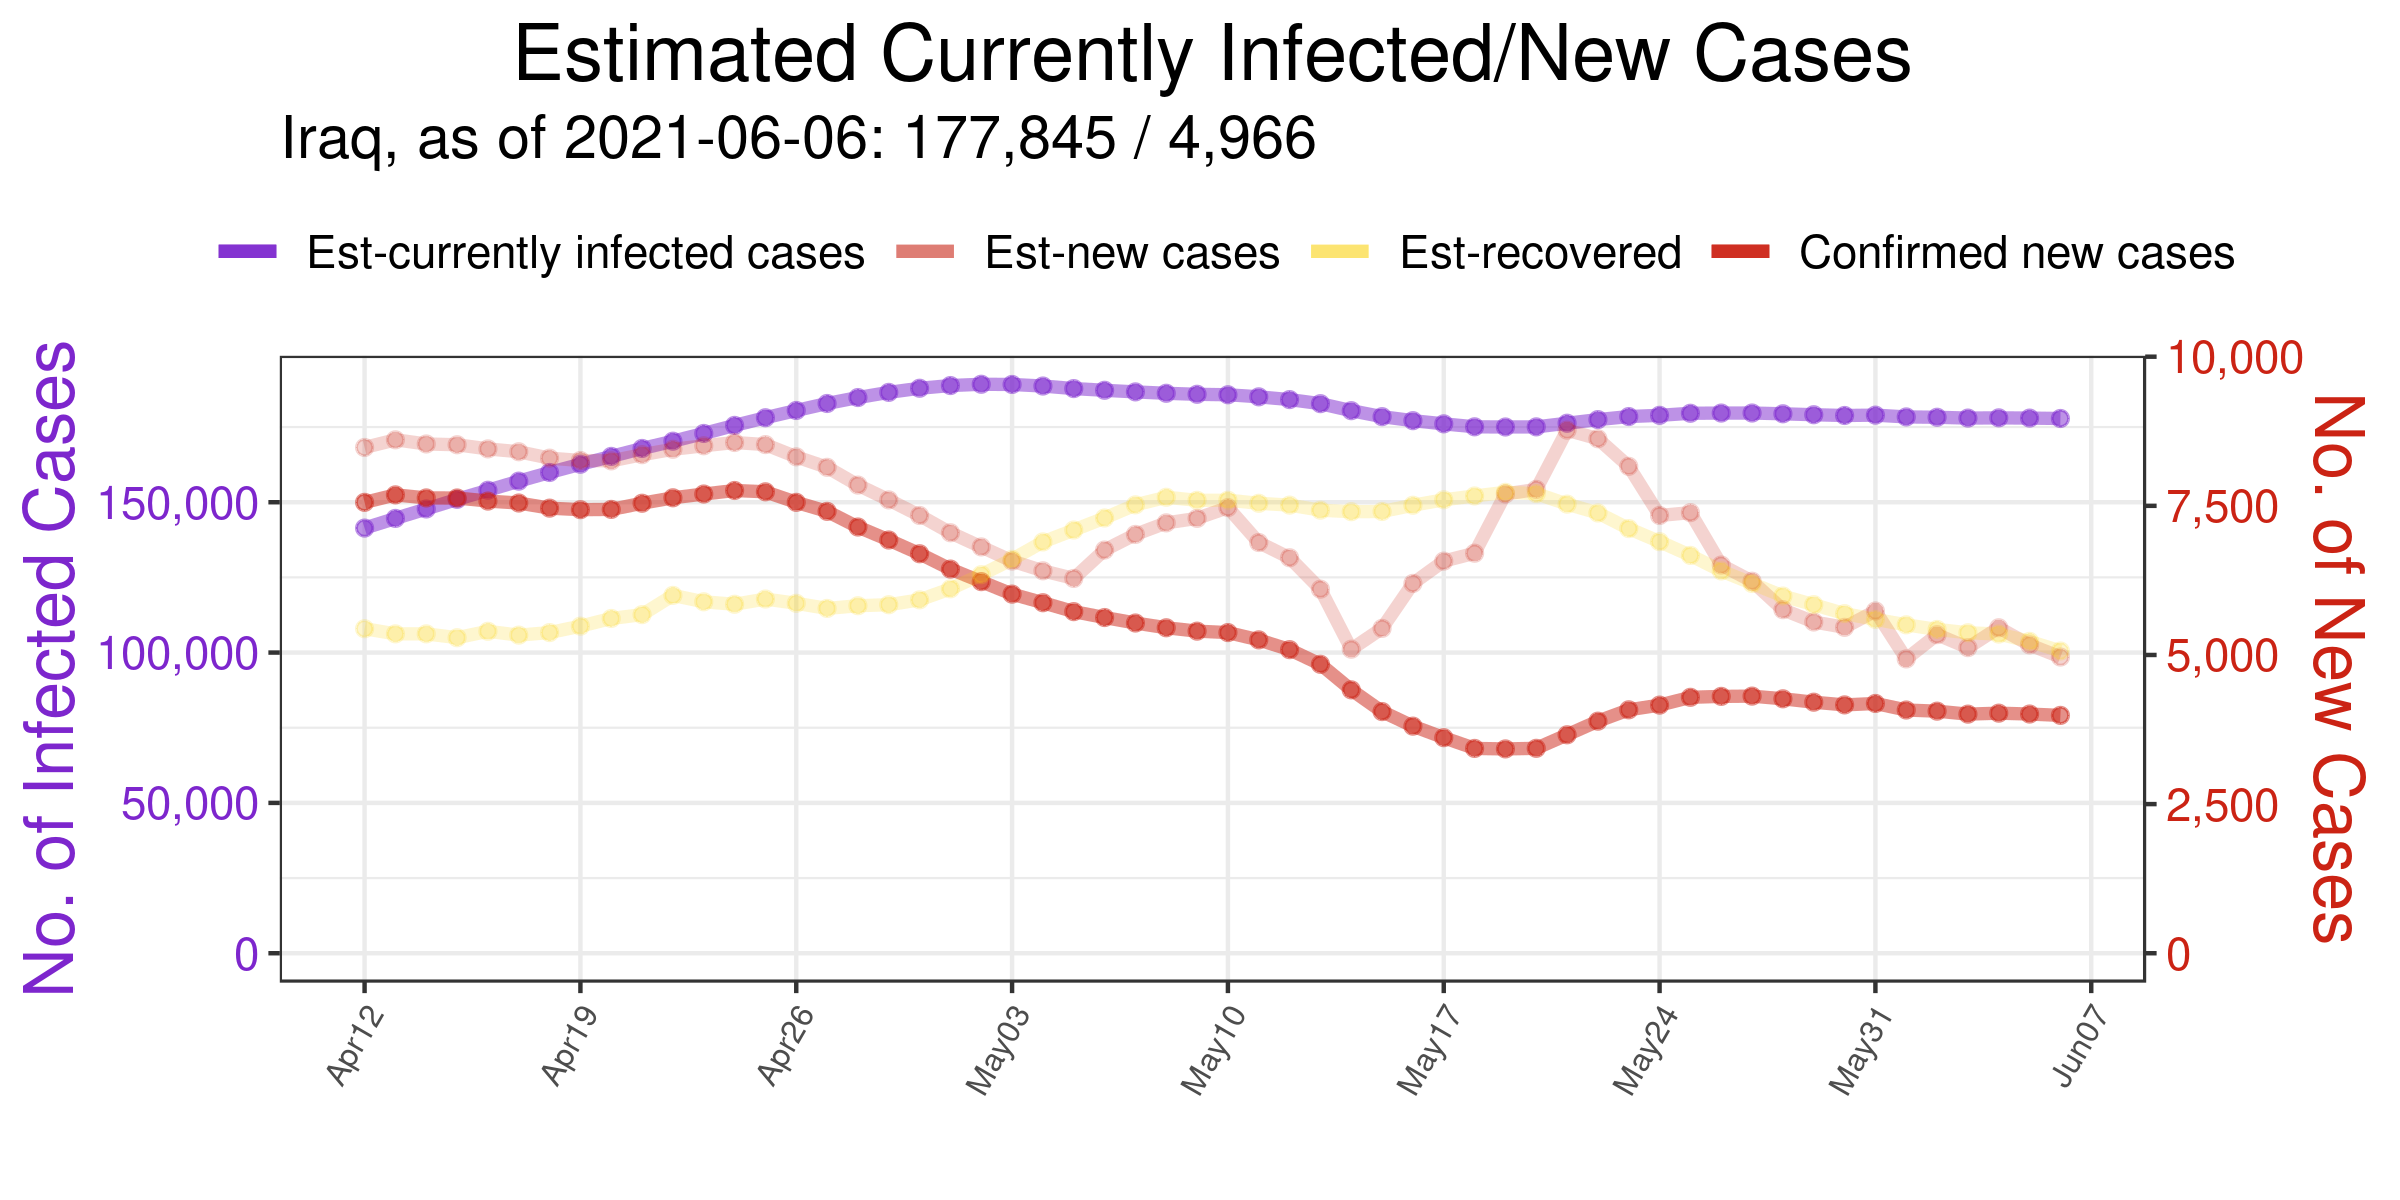 Estimated Currently Infected/New Cases
Iraq, as of 2021-06-06: 177,845 / 4,966
Est-currently infected cases Est-new cases Est-recovered Confirmed new cases
No. of Infected Cases
150,000
100,000
50,000
0
10,000
7,500
5,000
2,500
0
No. of New Cases
Apr12 Apr19 Apr26 May03 May10 May17 May24 May31 Jun07